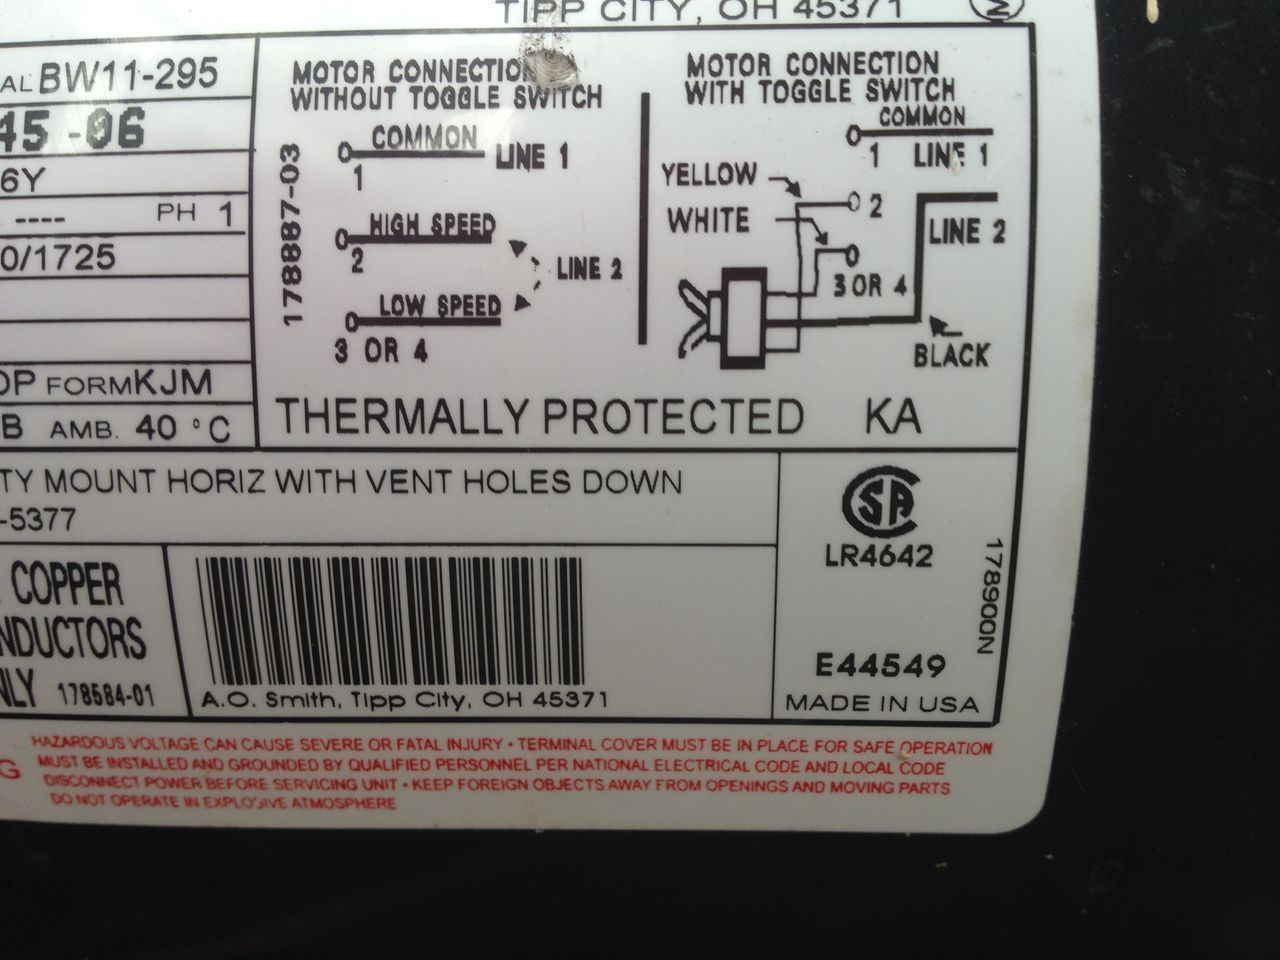 TIPP CITY, OH 45371
BW11-295
45-06
6Y
---- PH 1
0/1725
FORM KJM
B AMB. 40 °C
MOTOR CONNECTION
WITHOUT TOGGLE SWITCH
178887-03
COMMON
1
LINE 1
HIGH SPEED
2
LINE 2
LOW SPEED
3 OR 4
MOTOR CONNECTION
WITH TOGGLE SWITCH
COMMON
1 LINE 1
YELLOW
2
WHITE
LINE 2
3 OR 4
BLACK
THERMALLY PROTECTED KA
TY MOUNT HORIZ WITH VENT HOLES DOWN
-5377
COPPER
NDUCTORS
NLY 178584-01
A.O. Smith, Tipp City, OH 45371
SA
LR4642
178900N
E44549
MADE IN USA
G
HAZARDOUS VOLTAGE CAN CAUSE SEVERE OR FATAL INJURY • TERMINAL COVER MUST BE IN PLACE FOR SAFE OPERATION
MUST BE INSTALLED AND GROUNDED BY QUALIFIED PERSONNEL PER NATIONAL ELECTRICAL CODE AND LOCAL CODE
DISCONNECT POWER BEFORE SERVICING UNIT • KEEP FOREIGN OBJECTS AWAY FROM OPENINGS AND MOVING PARTS
DO NOT OPERATE IN EXPLOSIVE ATMOSPHERE